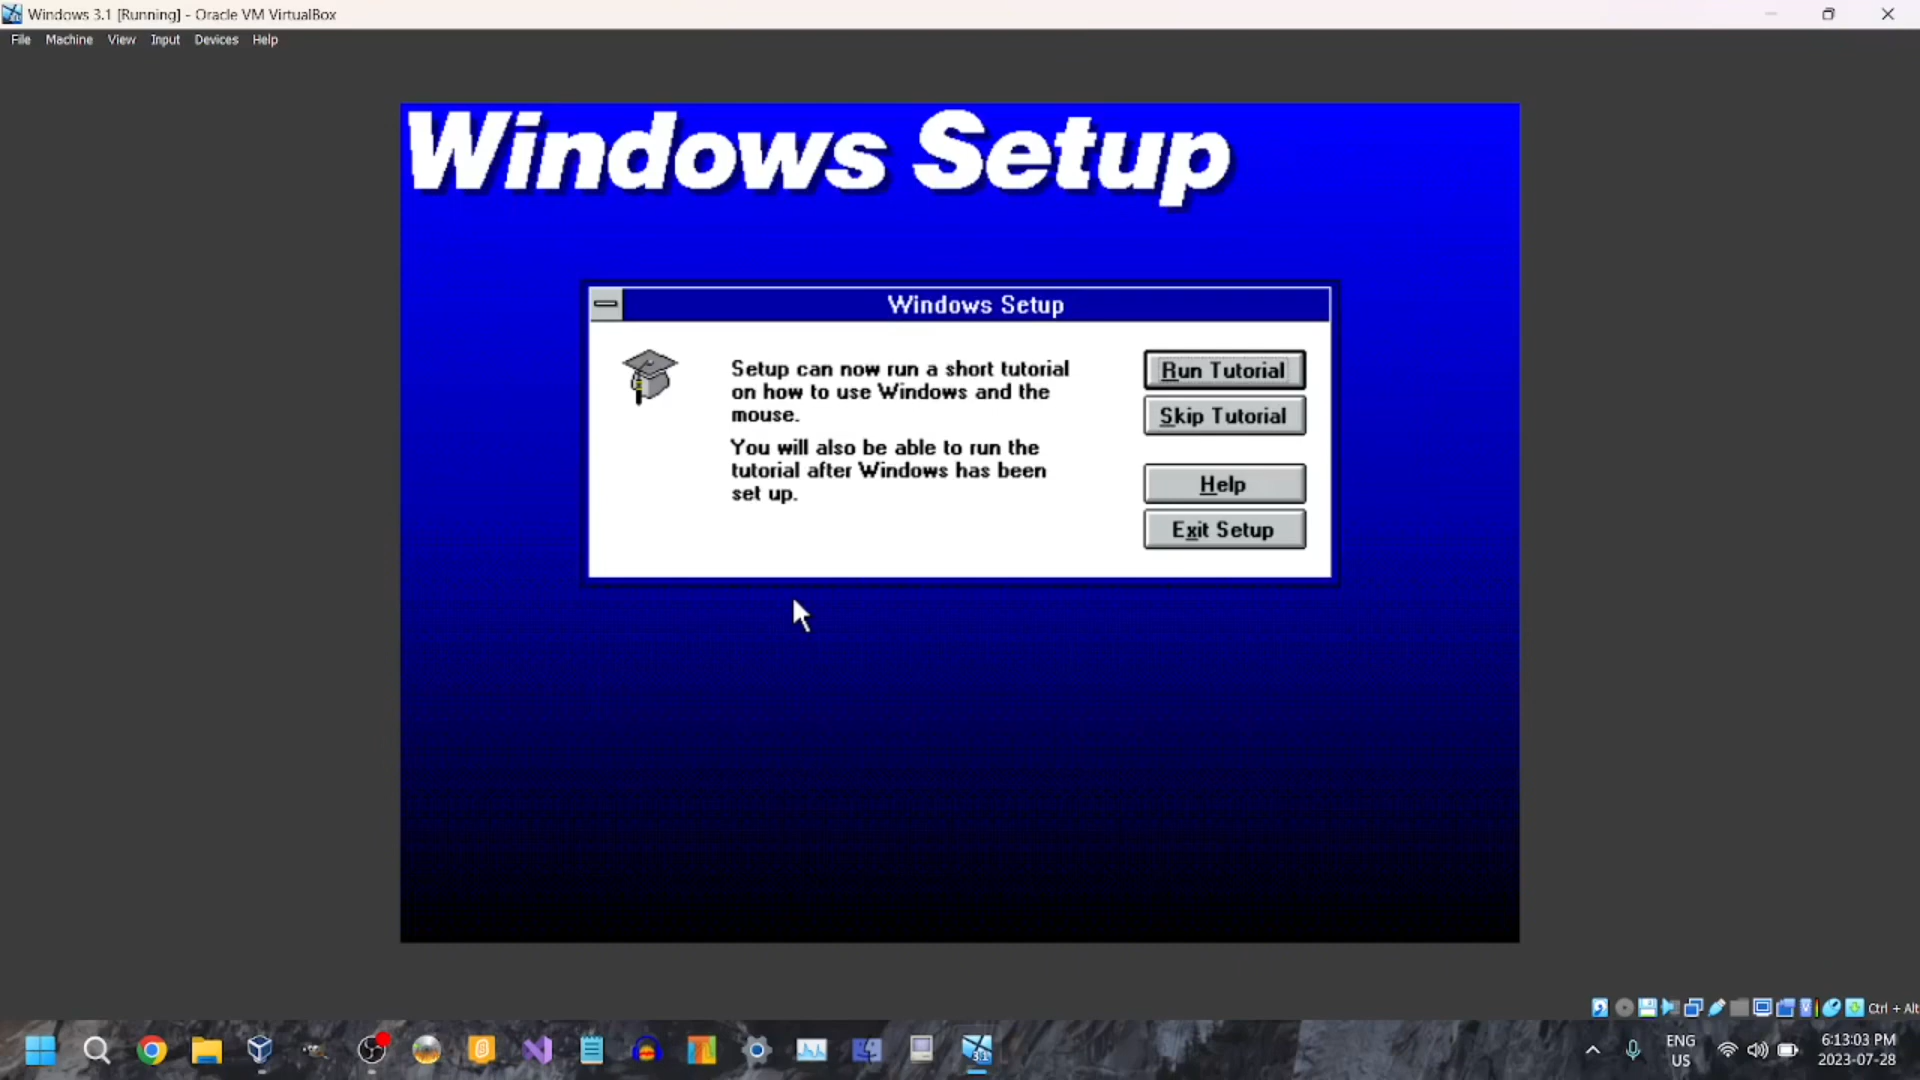 Windows 3.1 [Running] - Oracle VM VirtualBox
File Machine View Input Devices Help
Windows Setup
Windows Setup
Setup can now run a short tutorial
on how to use Windows and the
mouse.
You will also be able to run the
tutorial after Windows has been
set up.
Run Tutorial
Skip Tutorial
Help
Exit Setup
Ctrl + Alt
3.1
ENG
US
6:13:03 PM
2023-07-28